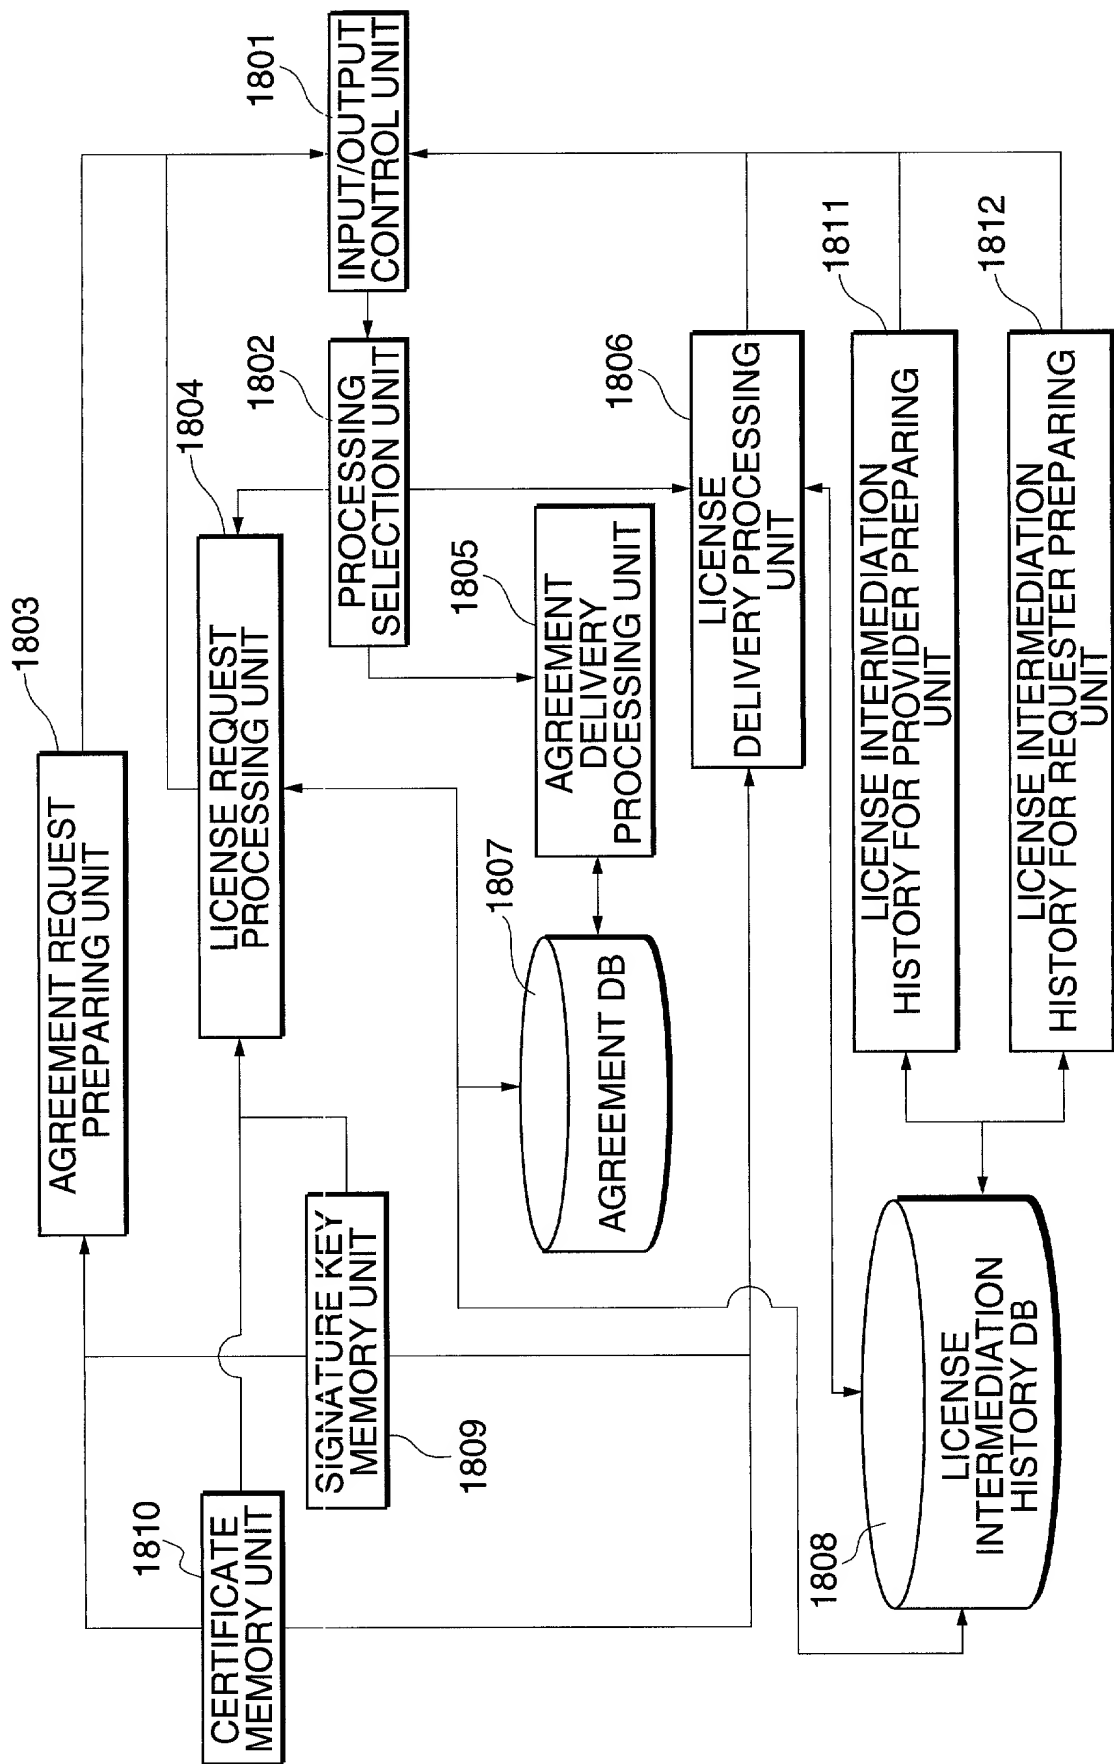 1803
AGREEMENT REQUEST
PREPARING UNIT
1804
LICENSE REQUEST
PROCESSING UNIT
1801
INPUT/OUTPUT
CONTROL UNIT
1802
PROCESSING
SELECTION UNIT
1810
CERTIFICATE
MEMORY UNIT
SIGNATURE KEY
MEMORY UNIT
1809
1807
AGREEMENT DB
1805
AGREEMENT
DELIVERY
PROCESSING UNIT
1806
LICENSE
DELIVERY PROCESSING
UNIT
1808
LICENSE
INTERMEDIATION
HISTORY DB
1811
LICENSE INTERMEDIATION
HISTORY FOR PROVIDER PREPARING
UNIT
1812
LICENSE INTERMEDIATION
HISTORY FOR REQUESTER PREPARING
UNIT